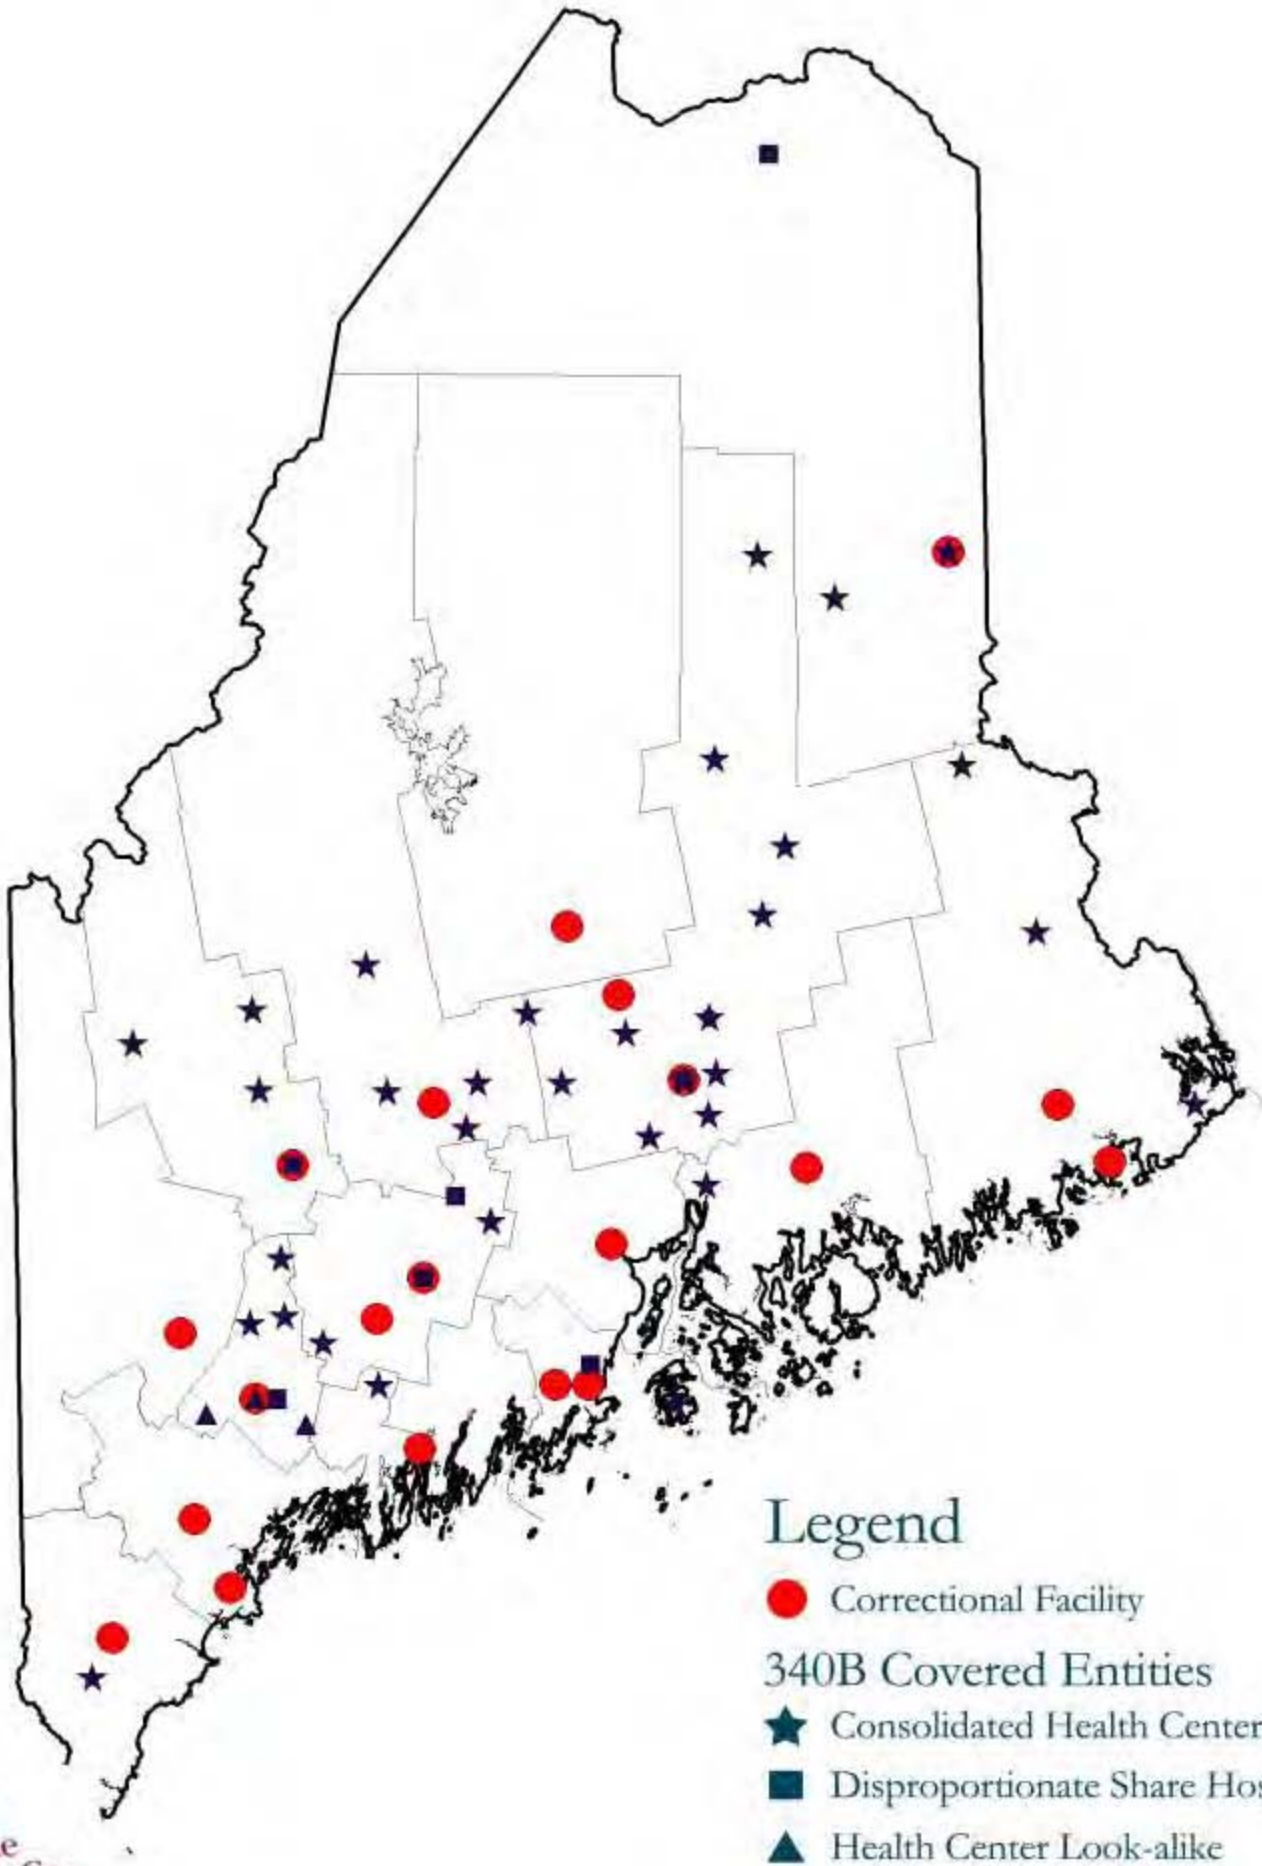 Legend
Correctional Facility
340B Covered Entities
Consolidated Health Center
Disproportionate Share Hos
Health Center Look-alike